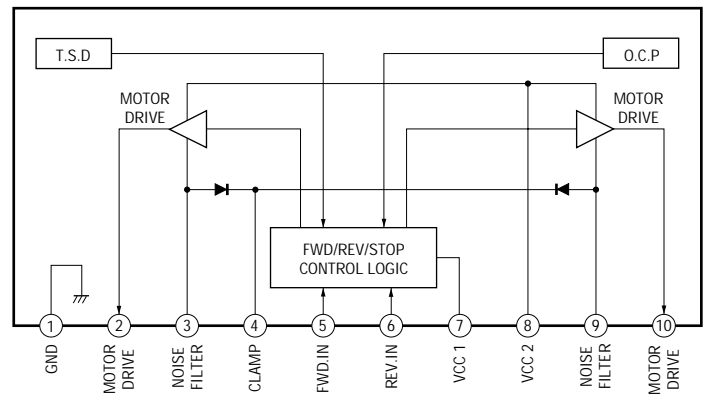 T.S.D
O.C.P
MOTOR
DRIVE
MOTOR
DRIVE
FWD/REV/STOP
CONTROL LOGIC
1
2
3
4
5
6
7
8
9
10
GND
MOTOR
DRIVE
NOISE
FILTER
CLAMP
FWD.IN
REV.IN
VCC 1
VCC 2
NOISE
FILTER
MOTOR
DRIVE